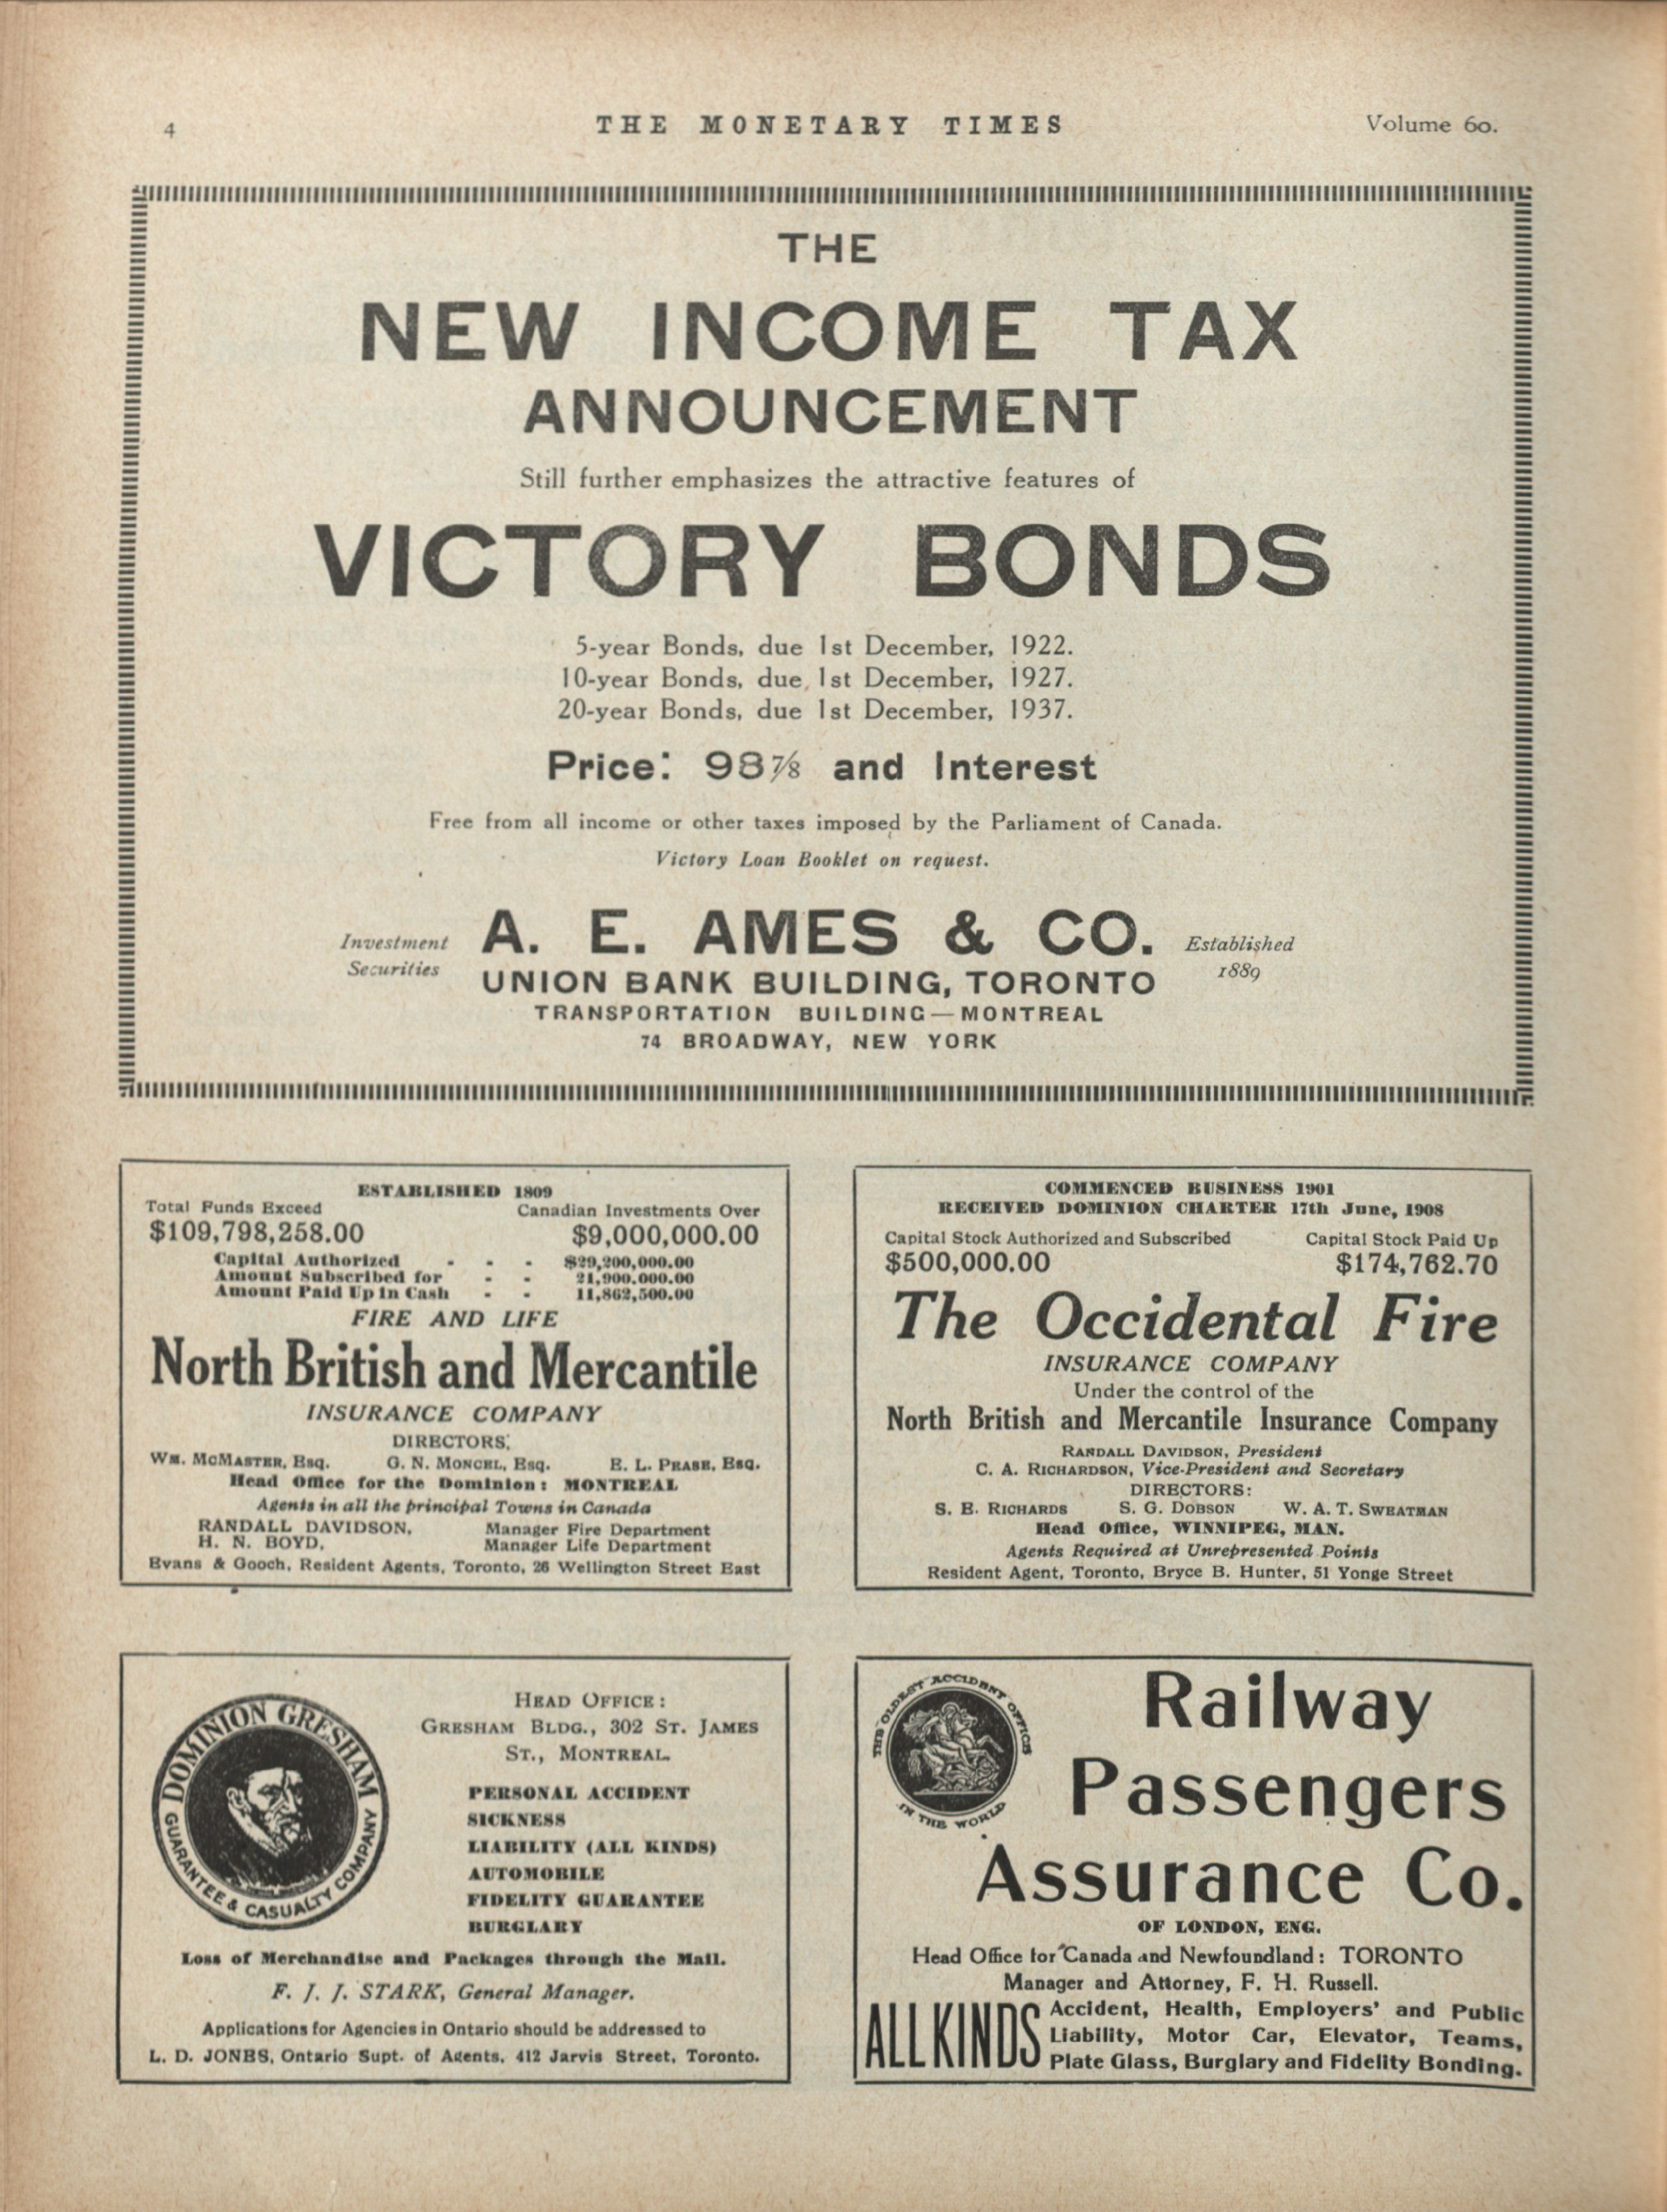 4
THE MONETARY TIMES
Volume 60.
THE
NEW INCOME TAX
ANNOUNCEMENT
Still further emphasizes the attractive features of
VICTORY BONDS
5-year Bonds, due 1st December, 1922.
10-year Bonds, due 1st December, 1927.
20-year Bonds, due 1st December, 1937.
Price: 98⅞ and Interest
Free from all income or other taxes imposed by the Parliament of Canada.
Victory Loan Booklet on request.
Investment Securities
A. E. AMES & CO.
Established 1889
UNION BANK BUILDING, TORONTO
TRANSPORTATION BUILDING—MONTREAL
74 BROADWAY, NEW YORK
ESTABLISHED 1809
Total Funds Exceed Canadian Investments Over
$109,798,258.00 $9,000,000.00
Capital Authorized - - - $29,200,000.00
Amount Subscribed for - - 21,900,000.00
Amount Paid Up in Cash - - 11,862,500.00
FIRE AND LIFE
North British and Mercantile
INSURANCE COMPANY
DIRECTORS:
WM. MCMASTER, Esq. G. N. MONCEL, Esq. E. L. PEASE, Esq.
Head Office for the Dominion: MONTREAL
Agents in all the principal Towns in Canada
RANDALL DAVIDSON, Manager Fire Department
H. N. BOYD, Manager Life Department
Evans & Gooch, Resident Agents, Toronto, 26 Wellington Street East
COMMENCED BUSINESS 1901
RECEIVED DOMINION CHARTER 17th June, 1908
Capital Stock Authorized and Subscribed Capital Stock Paid Up
$500,000.00 $174,762.70
The Occidental Fire
INSURANCE COMPANY
Under the control of the
North British and Mercantile Insurance Company
RANDALL DAVIDSON, President
C. A. RICHARDSON, Vice-President and Secretary
DIRECTORS:
S. E. RICHARDS S. G. DOBSON W. A. T. SWEATMAN
Head Office, WINNIPEG, MAN.
Agents Required at Unrepresented Points
Resident Agent, Toronto, Bryce B. Hunter, 51 Yonge Street
DOMINION GRESHAM
GUARANTEE & CASUALTY COMPANY
HEAD OFFICE:
GRESHAM BLDG., 302 ST. JAMES
ST., MONTREAL
PERSONAL ACCIDENT
SICKNESS
LIABILITY (ALL KINDS)
AUTOMOBILE
FIDELITY GUARANTEE
BURGLARY
Loss of Merchandise and Packages through the Mail.
F. J. J. STARK, General Manager.
Applications for Agencies in Ontario should be addressed to
L. D. JONES, Ontario Supt. of Agents, 412 Jarvis Street, Toronto.
THE OLDEST ACCIDENT OFFICE
IN THE WORLD
Railway
Passengers
Assurance Co.
OF LONDON, ENG.
Head Office for Canada and Newfoundland: TORONTO
Manager and Attorney, F. H. Russell.
ALL KINDS
Accident, Health, Employers' and Public
Liability, Motor Car, Elevator, Teams,
Plate Glass, Burglary and Fidelity Bonding.